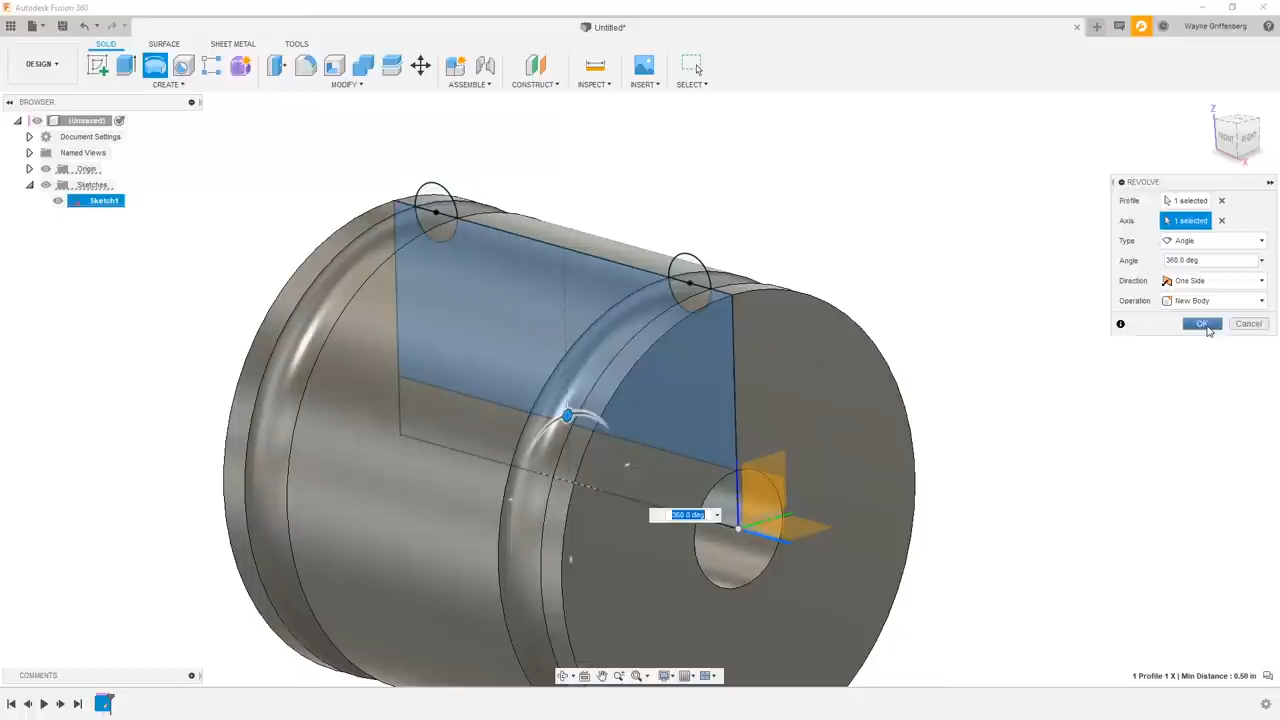 Autodesk Fusion 360
Untitled*
Wayne Griffenberg
SOLID SURFACE SHEET METAL TOOLS
DESIGN
CREATE MODIFY ASSEMBLE CONSTRUCT INSPECT INSERT SELECT
BROWSER
(Unsaved)
Document Settings
Named Views
Origin
Sketches
Sketch1
Z
FRONT RIGHT
X
REVOLVE
Profile 1 selected
Axis 1 selected
Type Angle
Angle 360.0 deg
Direction One Side
Operation New Body
OK Cancel
360.0 deg
COMMENTS
1 Profile 1 X | Min Distance : 0.50 in